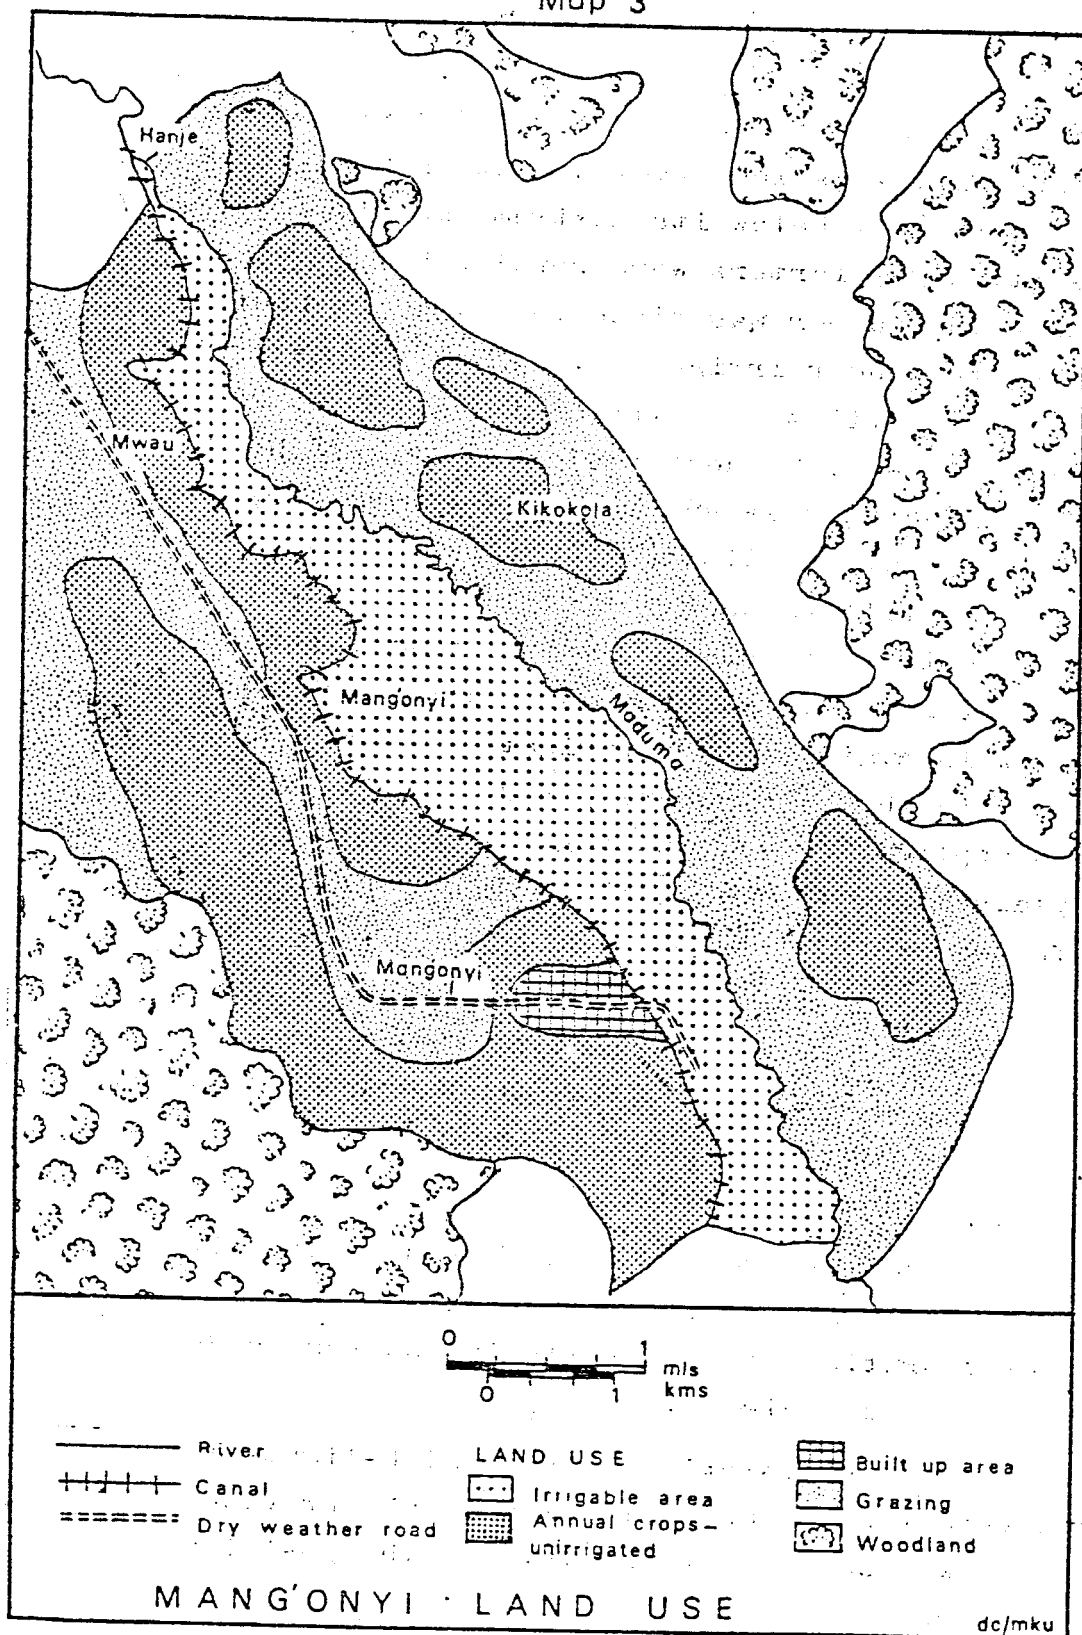 Map 3
Hanje
Mwau
Kikokola
Mangonyi
Maduma
Mangonyi
0 1
mls
kms
0 1
River
Canal
Dry weather road
LAND USE
Irrigable area
Annual crops–
unirrigated
Built up area
Grazing
Woodland
MANG'ONYI · LAND USE
dc/mku